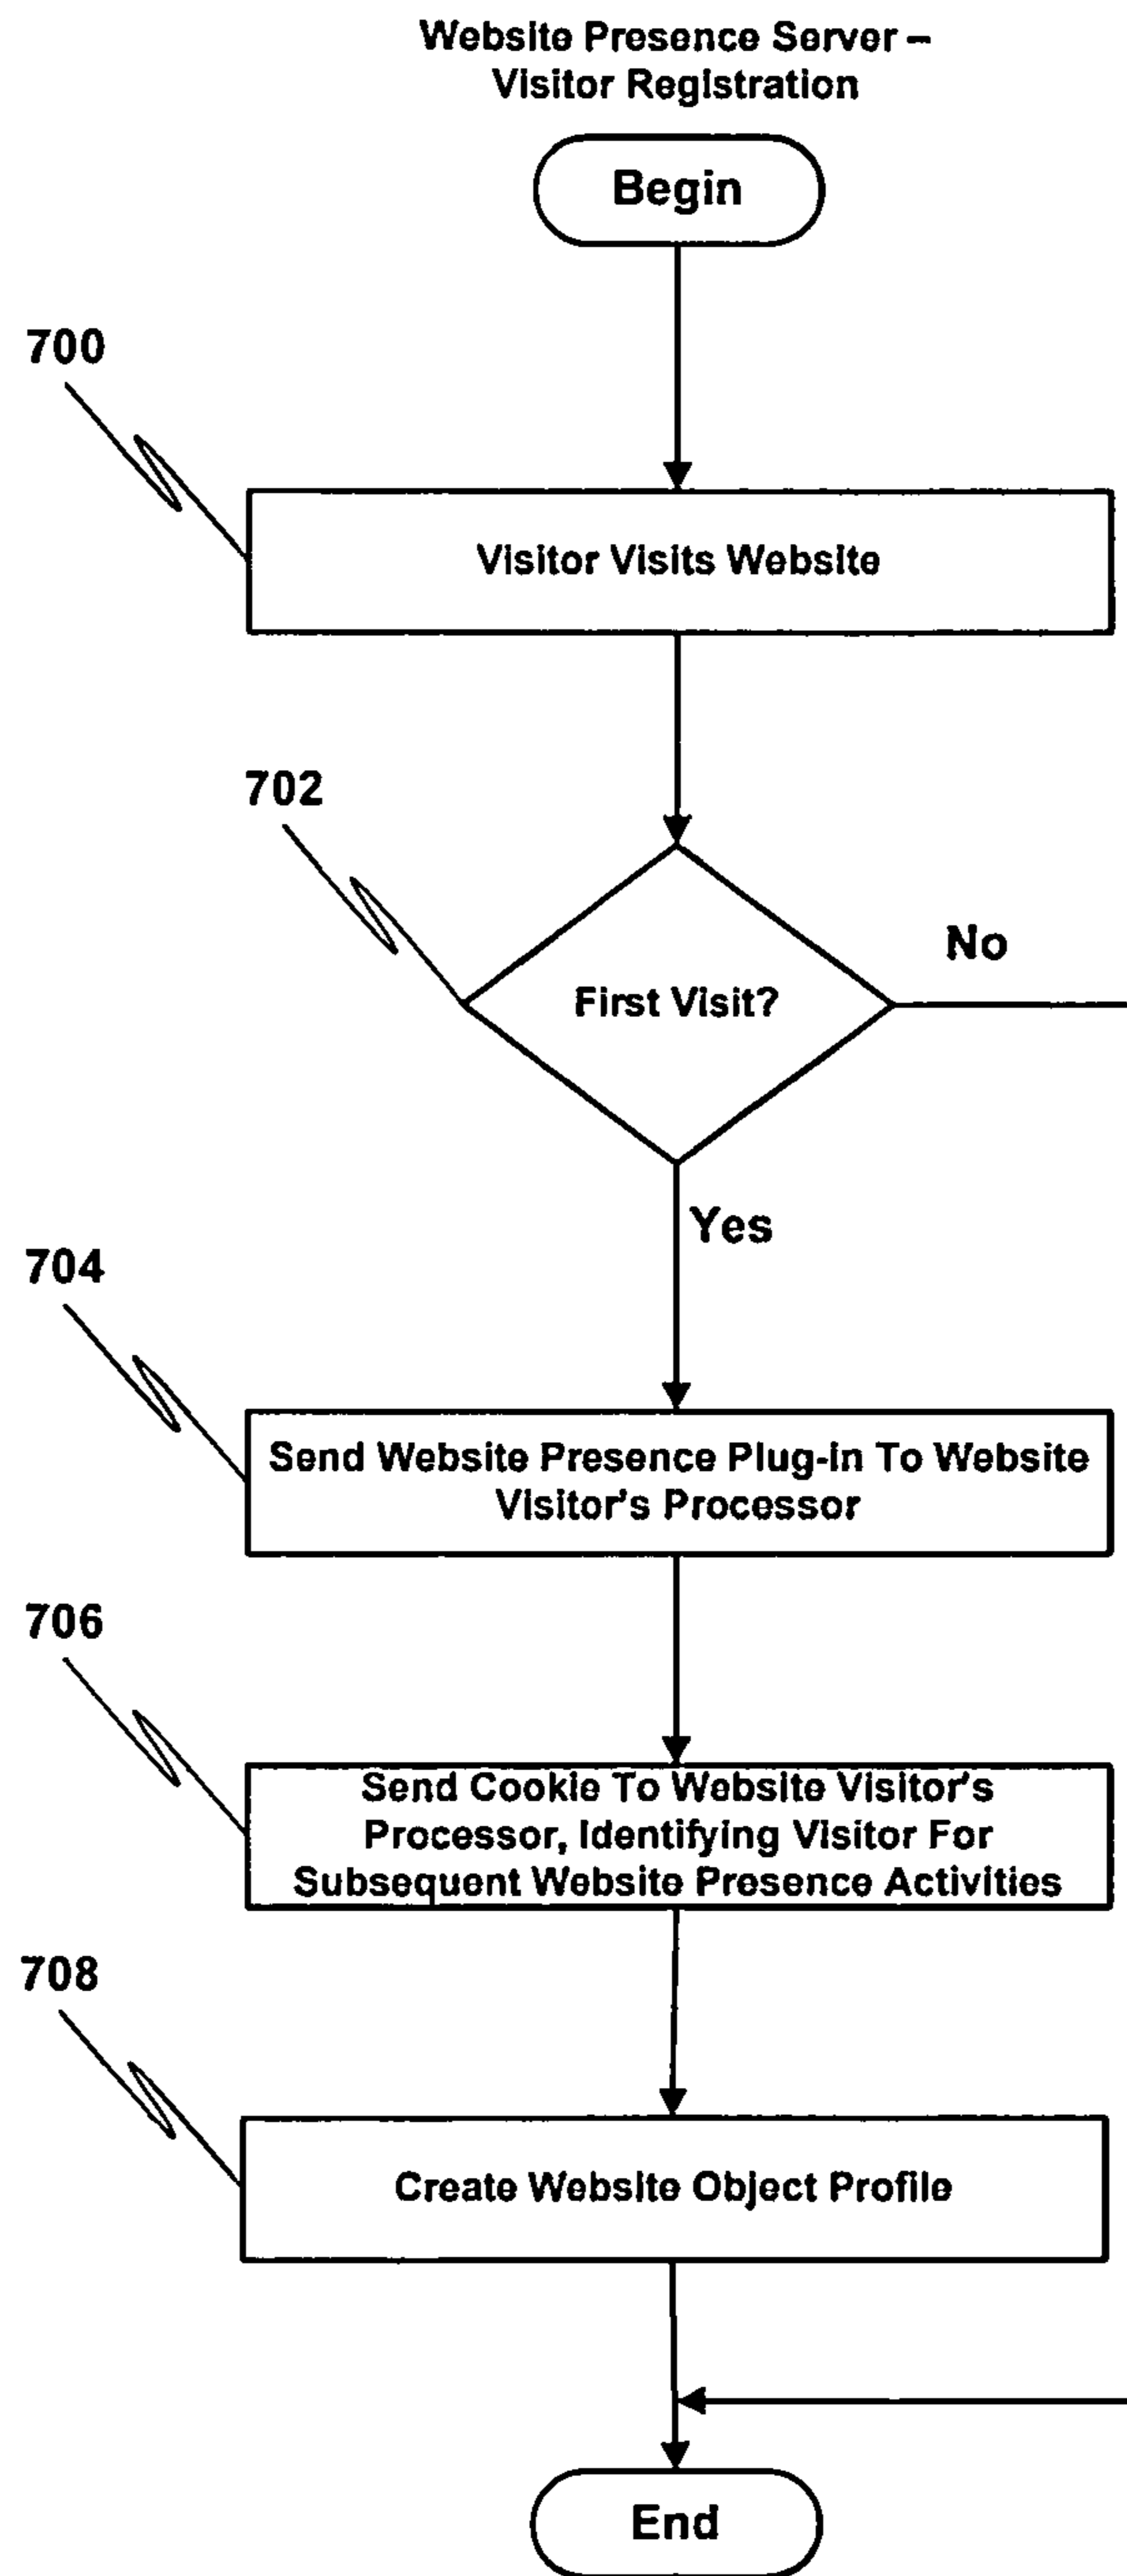 Website Presence Server –
Visitor Registration
Begin
700
Visitor Visits Website
702
No
First Visit?
Yes
704
Send Website Presence Plug-In To Website
Visitor's Processor
706
Send Cookie To Website Visitor's
Processor, Identifying Visitor For
Subsequent Website Presence Activities
708
Create Website Object Profile
End